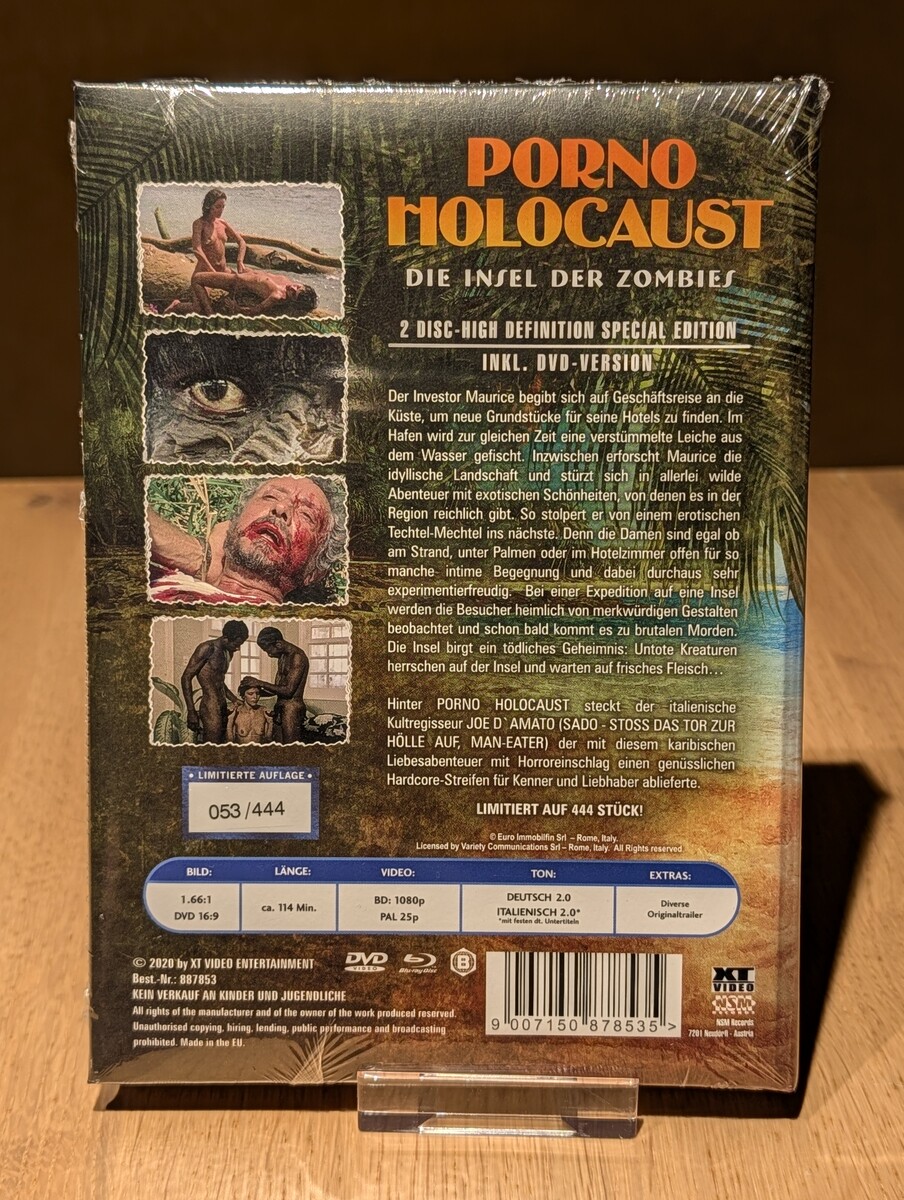 PORNO
HOLOCAUST
DIE INSEL DER ZOMBIES
2 DISC-HIGH DEFINITION SPECIAL EDITION
INKL. DVD-VERSION
Der Investor Maurice begibt sich auf Geschäftsreise an die
Küste, um neue Grundstücke für seine Hotels zu finden. Im
Hafen wird zur gleichen Zeit eine verstümmelte Leiche aus
dem Wasser gefischt. Inzwischen erforscht Maurice die
idyllische Landschaft und stürzt sich in allerlei wilde
Abenteuer mit exotischen Schönheiten, von denen es in der
Region reichlich gibt. So stolpert er von einem erotischen
Techtel-Mechtel ins nächste. Denn die Damen sind egal ob
am Strand, unter Palmen oder im Hotelzimmer offen für so
manche intime Begegnung und dabei durchaus sehr
experimentierfreudig. Bei einer Expedition auf eine Insel
werden die Besucher heimlich von merkwürdigen Gestalten
beobachtet und schon bald kommt es zu brutalen Morden.
Die Insel birgt ein tödliches Geheimnis: Untote Kreaturen
herrschen auf der Insel und warten auf frisches Fleisch…
Hinter PORNO HOLOCAUST steckt der italienische
Kultregisseur JOE D`AMATO (SADO - STOSS DAS TOR ZUR
HÖLLE AUF, MAN-EATER) der mit diesem karibischen
Liebesabenteuer mit Horroreinschlag einen genüsslichen
Hardcore-Streifen für Kenner und Liebhaber ablieferte.
LIMITIERT AUF 444 STÜCK!
• LIMITIERTE AUFLAGE •
053/444
© Euro Immobilfin Srl – Rome, Italy.
Licensed by Variety Communications Srl – Rome, Italy. All Rights reserved
BILD: LÄNGE: VIDEO: TON: EXTRAS:
1.66:1
DVD 16:9
ca. 114 Min.
BD: 1080p
PAL 25p
DEUTSCH 2.0
ITALIENISCH 2.0*
*mit festen dt. Untertiteln
Diverse
Originaltrailer
© 2020 by XT VIDEO ENTERTAINMENT
Best.-Nr.: 887853
KEIN VERKAUF AN KINDER UND JUGENDLICHE
All rights of the manufacturer and of the owner of the work produced reserved.
Unauthorised copying, hiring, lending, public performance and broadcasting
prohibited. Made in the EU.
DVD
VIDEO
Blu-ray Disc
B
9 007150 878535 >
XT
VIDEO
NSM
NSM Records
7201 Neudörfl - Austria